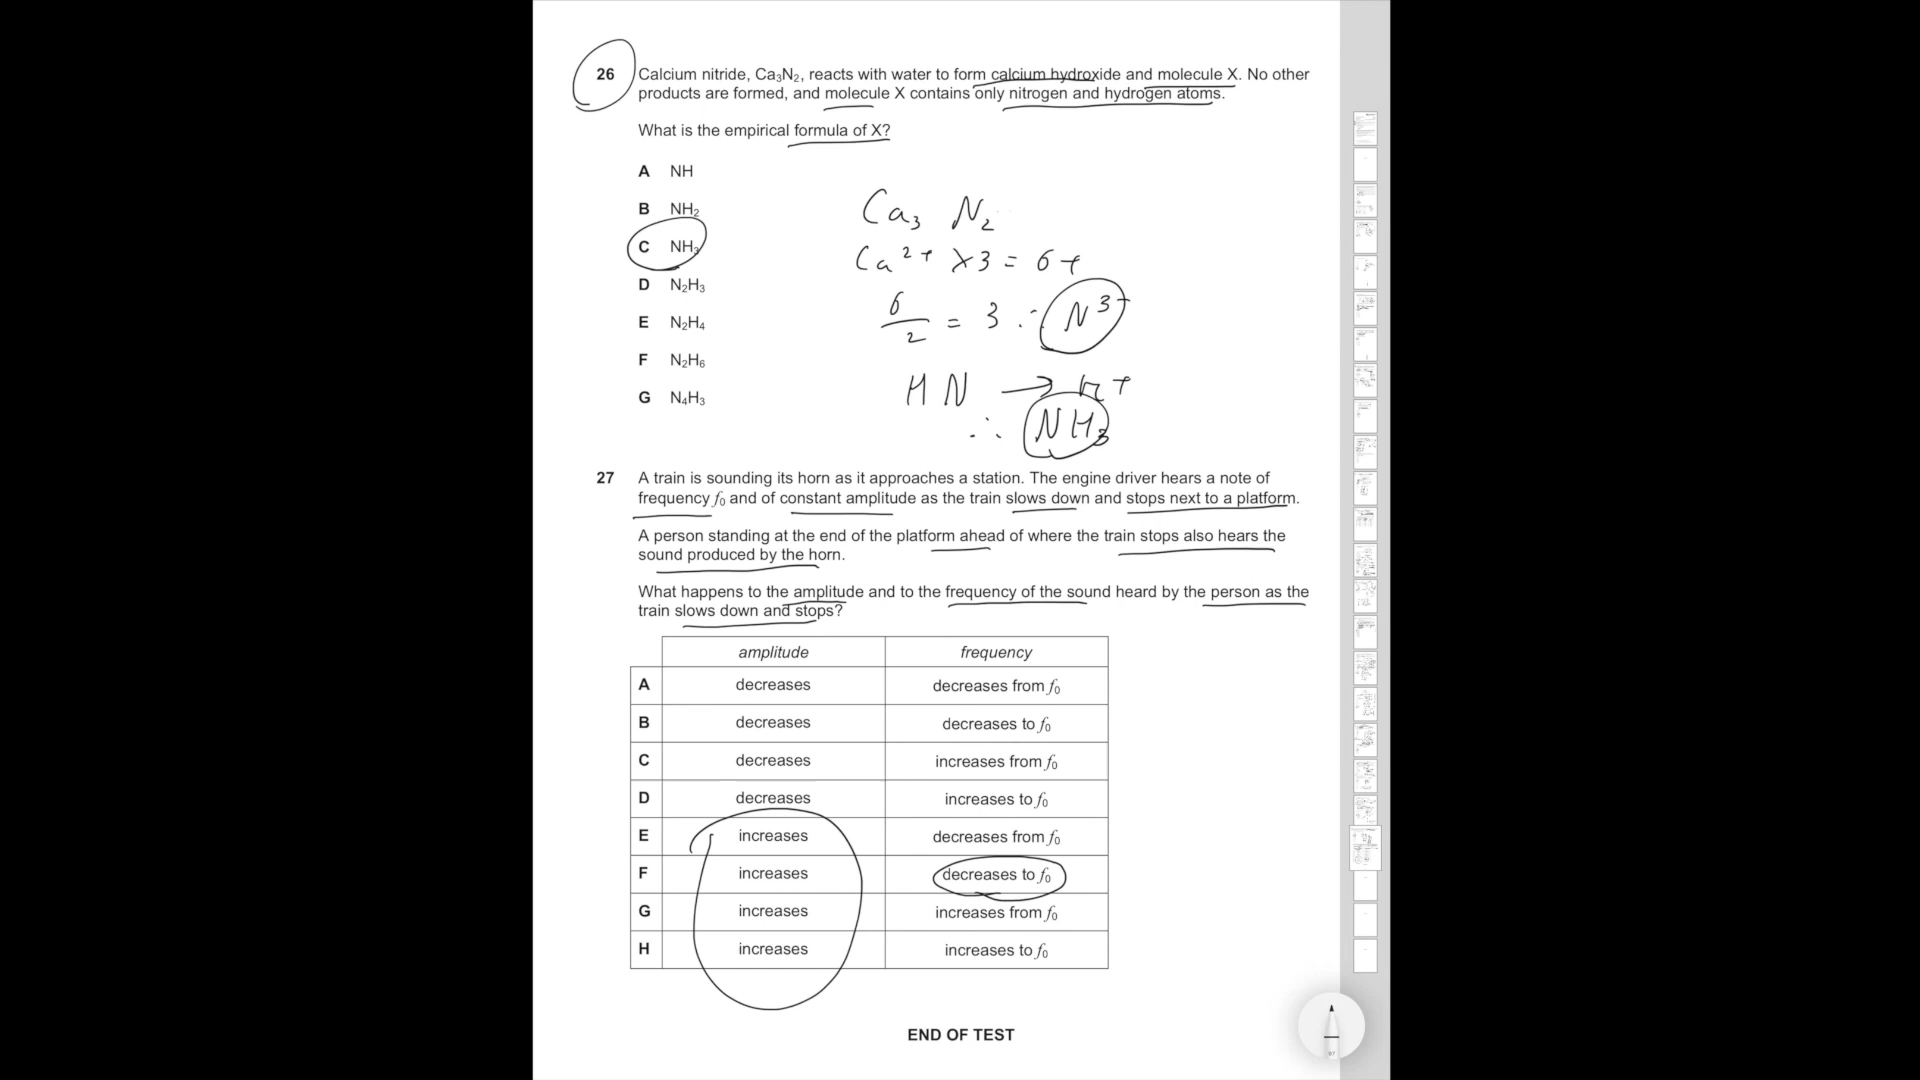 26 Calcium nitride, Ca₃N₂, reacts with water to form calcium hydroxide and molecule X. No other
products are formed, and molecule X contains only nitrogen and hydrogen atoms.
What is the empirical formula of X?
A NH
B NH₂
C NH₃
D N₂H₃
E N₂H₄
F N₂H₆
G N₄H₃
Ca₃ N₂
Ca²⁺ × 3 = 6+
6/2 = 3 ∴ N³⁻
HN → H⁺
∴ NH₃
27 A train is sounding its horn as it approaches a station. The engine driver hears a note of
frequency f₀ and of constant amplitude as the train slows down and stops next to a platform.
A person standing at the end of the platform ahead of where the train stops also hears the
sound produced by the horn.
What happens to the amplitude and to the frequency of the sound heard by the person as the
train slows down and stops?
amplitude frequency
A decreases decreases from f₀
B decreases decreases to f₀
C decreases increases from f₀
D decreases increases to f₀
E increases decreases from f₀
F increases decreases to f₀
G increases increases from f₀
H increases increases to f₀
END OF TEST